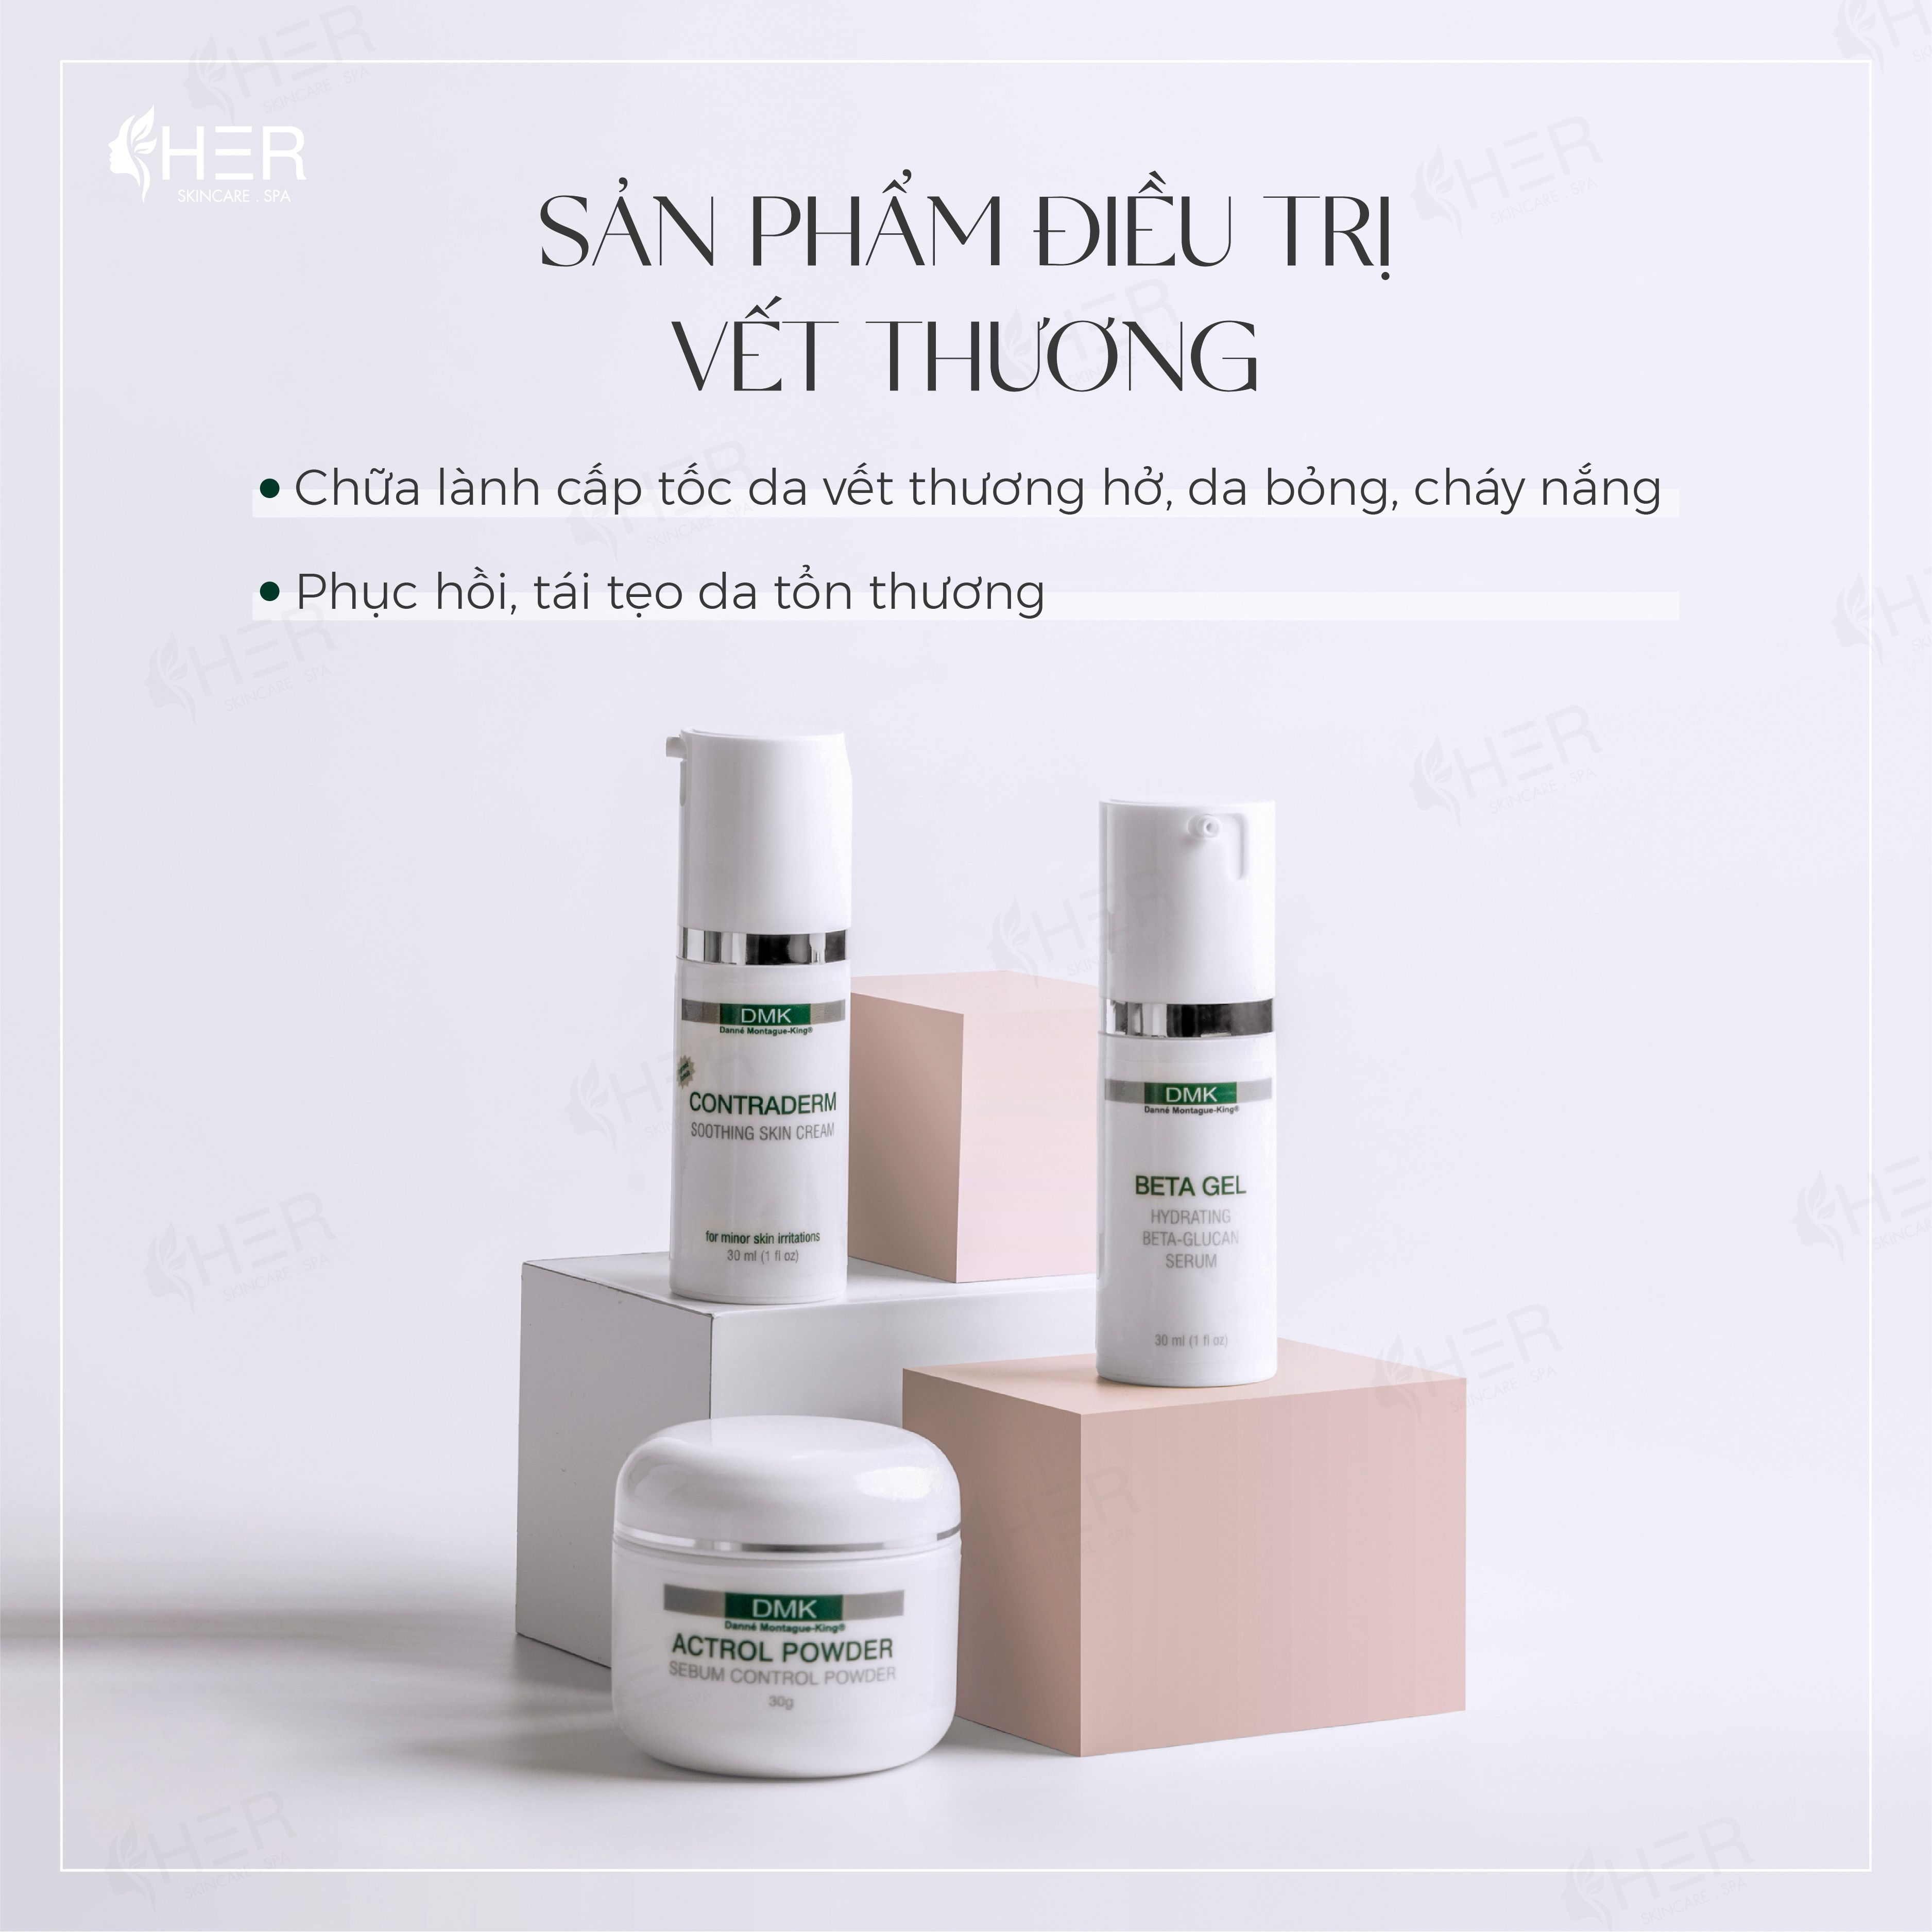 HER
SKINCARE . SPA
SẢN PHẨM ĐIỀU TRỊ
VẾT THƯƠNG
• Chữa lành cấp tốc da vết thương hở, da bỏng, cháy nắng
• Phục hồi, tái tẹo da tổn thương
DMK
Danné Montague-King®
CONTRADERM
SOOTHING SKIN CREAM
for minor skin irritations
30 ml (1 fl oz)
DMK
Danné Montague-King®
BETA GEL
HYDRATING
BETA-GLUCAN
SERUM
30 ml (1 fl oz)
DMK
Danné Montague-King®
ACTROL POWDER
SEBUM CONTROL POWDER
30g